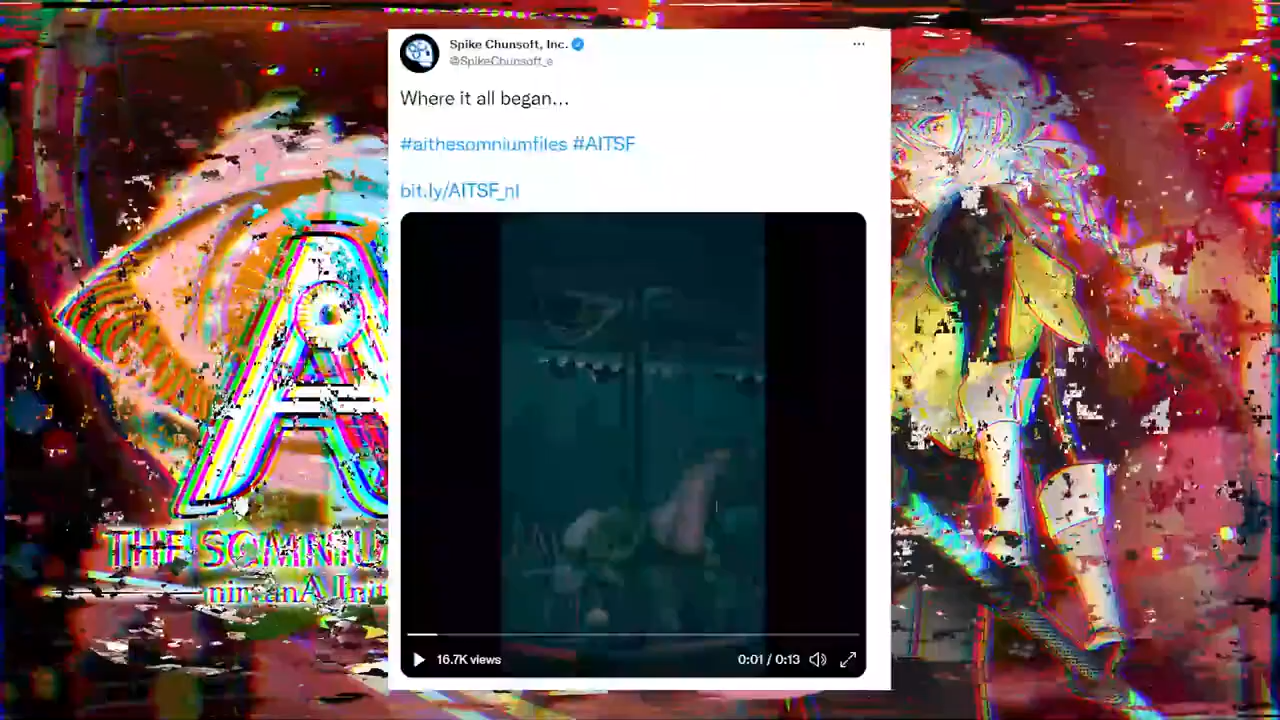 Spike Chunsoft, Inc.
@SpikeChunsoft_e
Where it all began...
#aithesomniumfiles #AITSF
bit.ly/AITSF_nI
16.7K views
0:01 / 0:13
THE SOMNIU